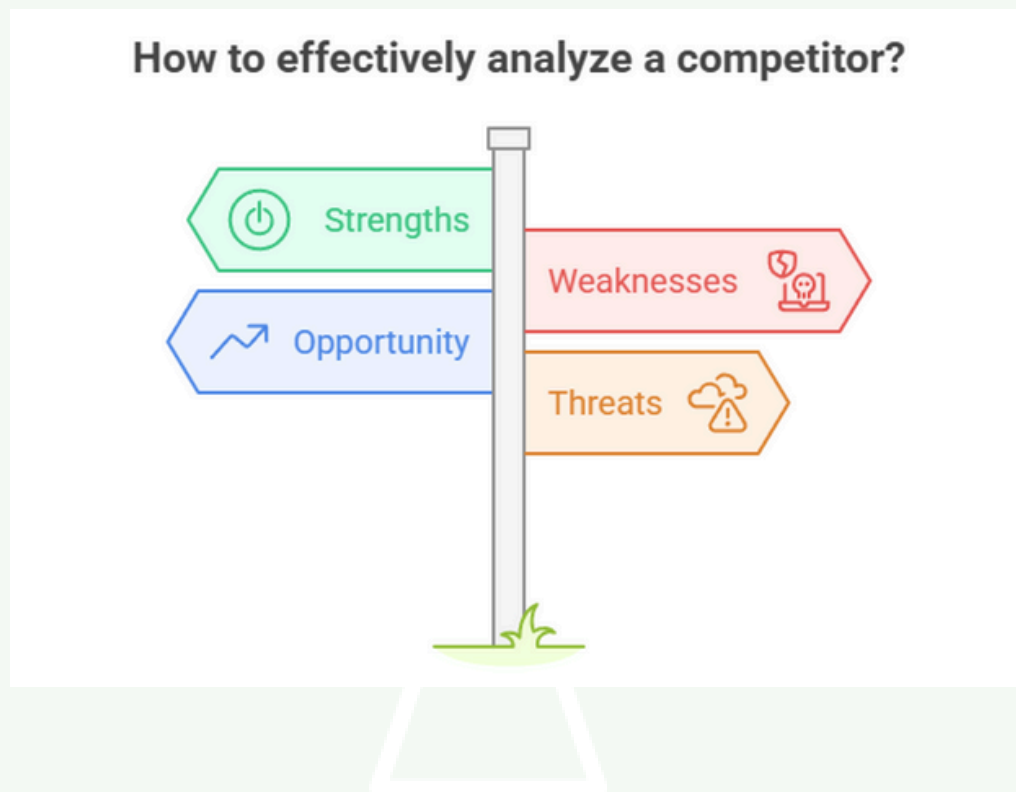 How to effectively analyze a competitor?
Strengths
Weaknesses
Opportunity
Threats